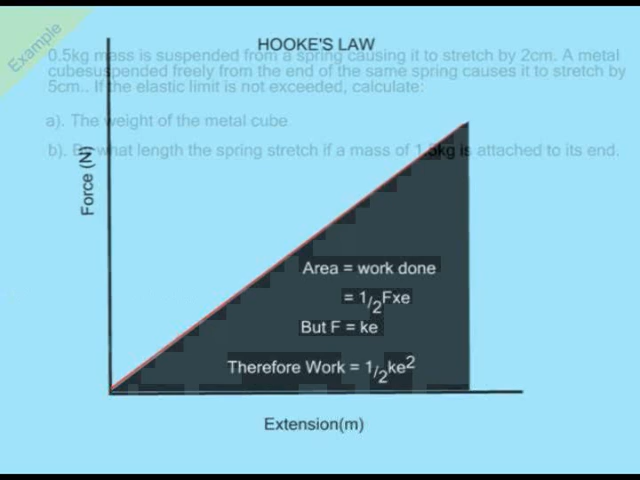 Example
HOOKE'S LAW
0.5kg mass is suspended from a spring causing it to stretch by 2cm. A metal
cubesuspended freely from the end of the same spring causes it to stretch by
5cm.. If the elastic limit is not exceeded, calculate:
a). The weight of the metal cube
b). By what length the spring stretch if a mass of 1.5kg is attached to its end.
Force (N)
Area = work done
= 1/2Fxe
But F = ke
Therefore Work = 1/2ke2
Extension(m)